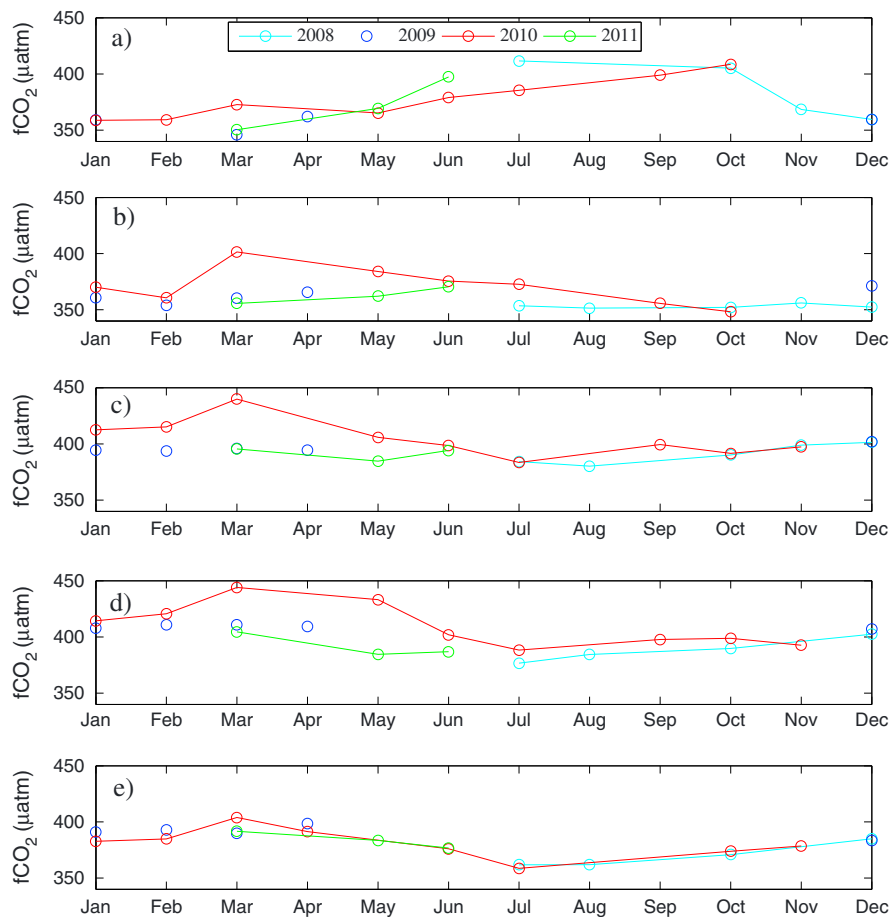 a)
2008 2009 2010 2011
450
400
350
fCO2 (µatm)
Jan Feb Mar Apr May Jun Jul Aug Sep Oct Nov Dec
b)
450
400
350
fCO2 (µatm)
Jan Feb Mar Apr May Jun Jul Aug Sep Oct Nov Dec
c)
450
400
350
fCO2 (µatm)
Jan Feb Mar Apr May Jun Jul Aug Sep Oct Nov Dec
d)
450
400
350
fCO2 (µatm)
Jan Feb Mar Apr May Jun Jul Aug Sep Oct Nov Dec
e)
450
400
350
fCO2 (µatm)
Jan Feb Mar Apr May Jun Jul Aug Sep Oct Nov Dec